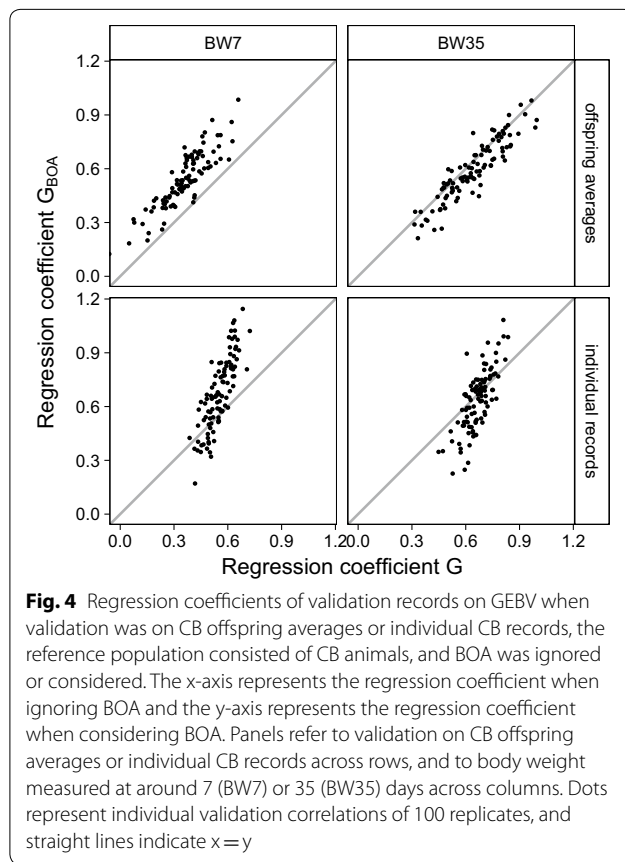 BW7
BW35
1.2
0.9
0.6
0.3
0.0
offspring averages
Regression coefficient G_BOA
1.2
0.9
0.6
0.3
0.0
individual records
0.0 0.3 0.6 0.9 1.20.0 0.3 0.6 0.9 1.2
Regression coefficient G
Fig. 4 Regression coefficients of validation records on GEBV when
validation was on CB offspring averages or individual CB records, the
reference population consisted of CB animals, and BOA was ignored
or considered. The x-axis represents the regression coefficient when
ignoring BOA and the y-axis represents the regression coefficient
when considering BOA. Panels refer to validation on CB offspring
averages or individual CB records across rows, and to body weight
measured at around 7 (BW7) or 35 (BW35) days across columns. Dots
represent individual validation correlations of 100 replicates, and
straight lines indicate x = y